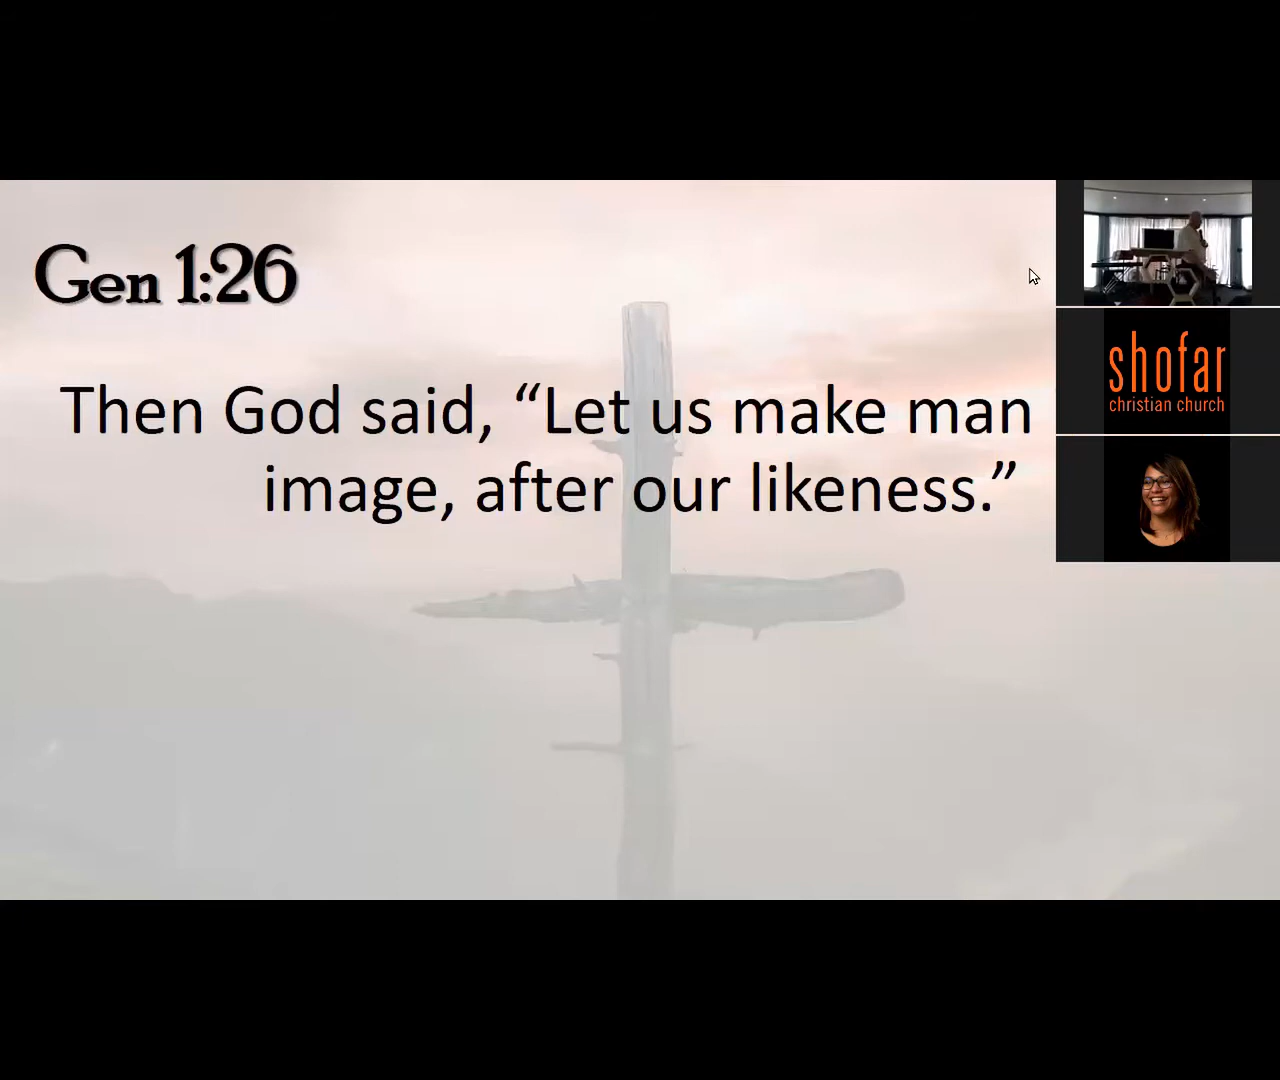 Gen 1:26
Then God said, “Let us make man
image, after our likeness.”
shofar
christian church